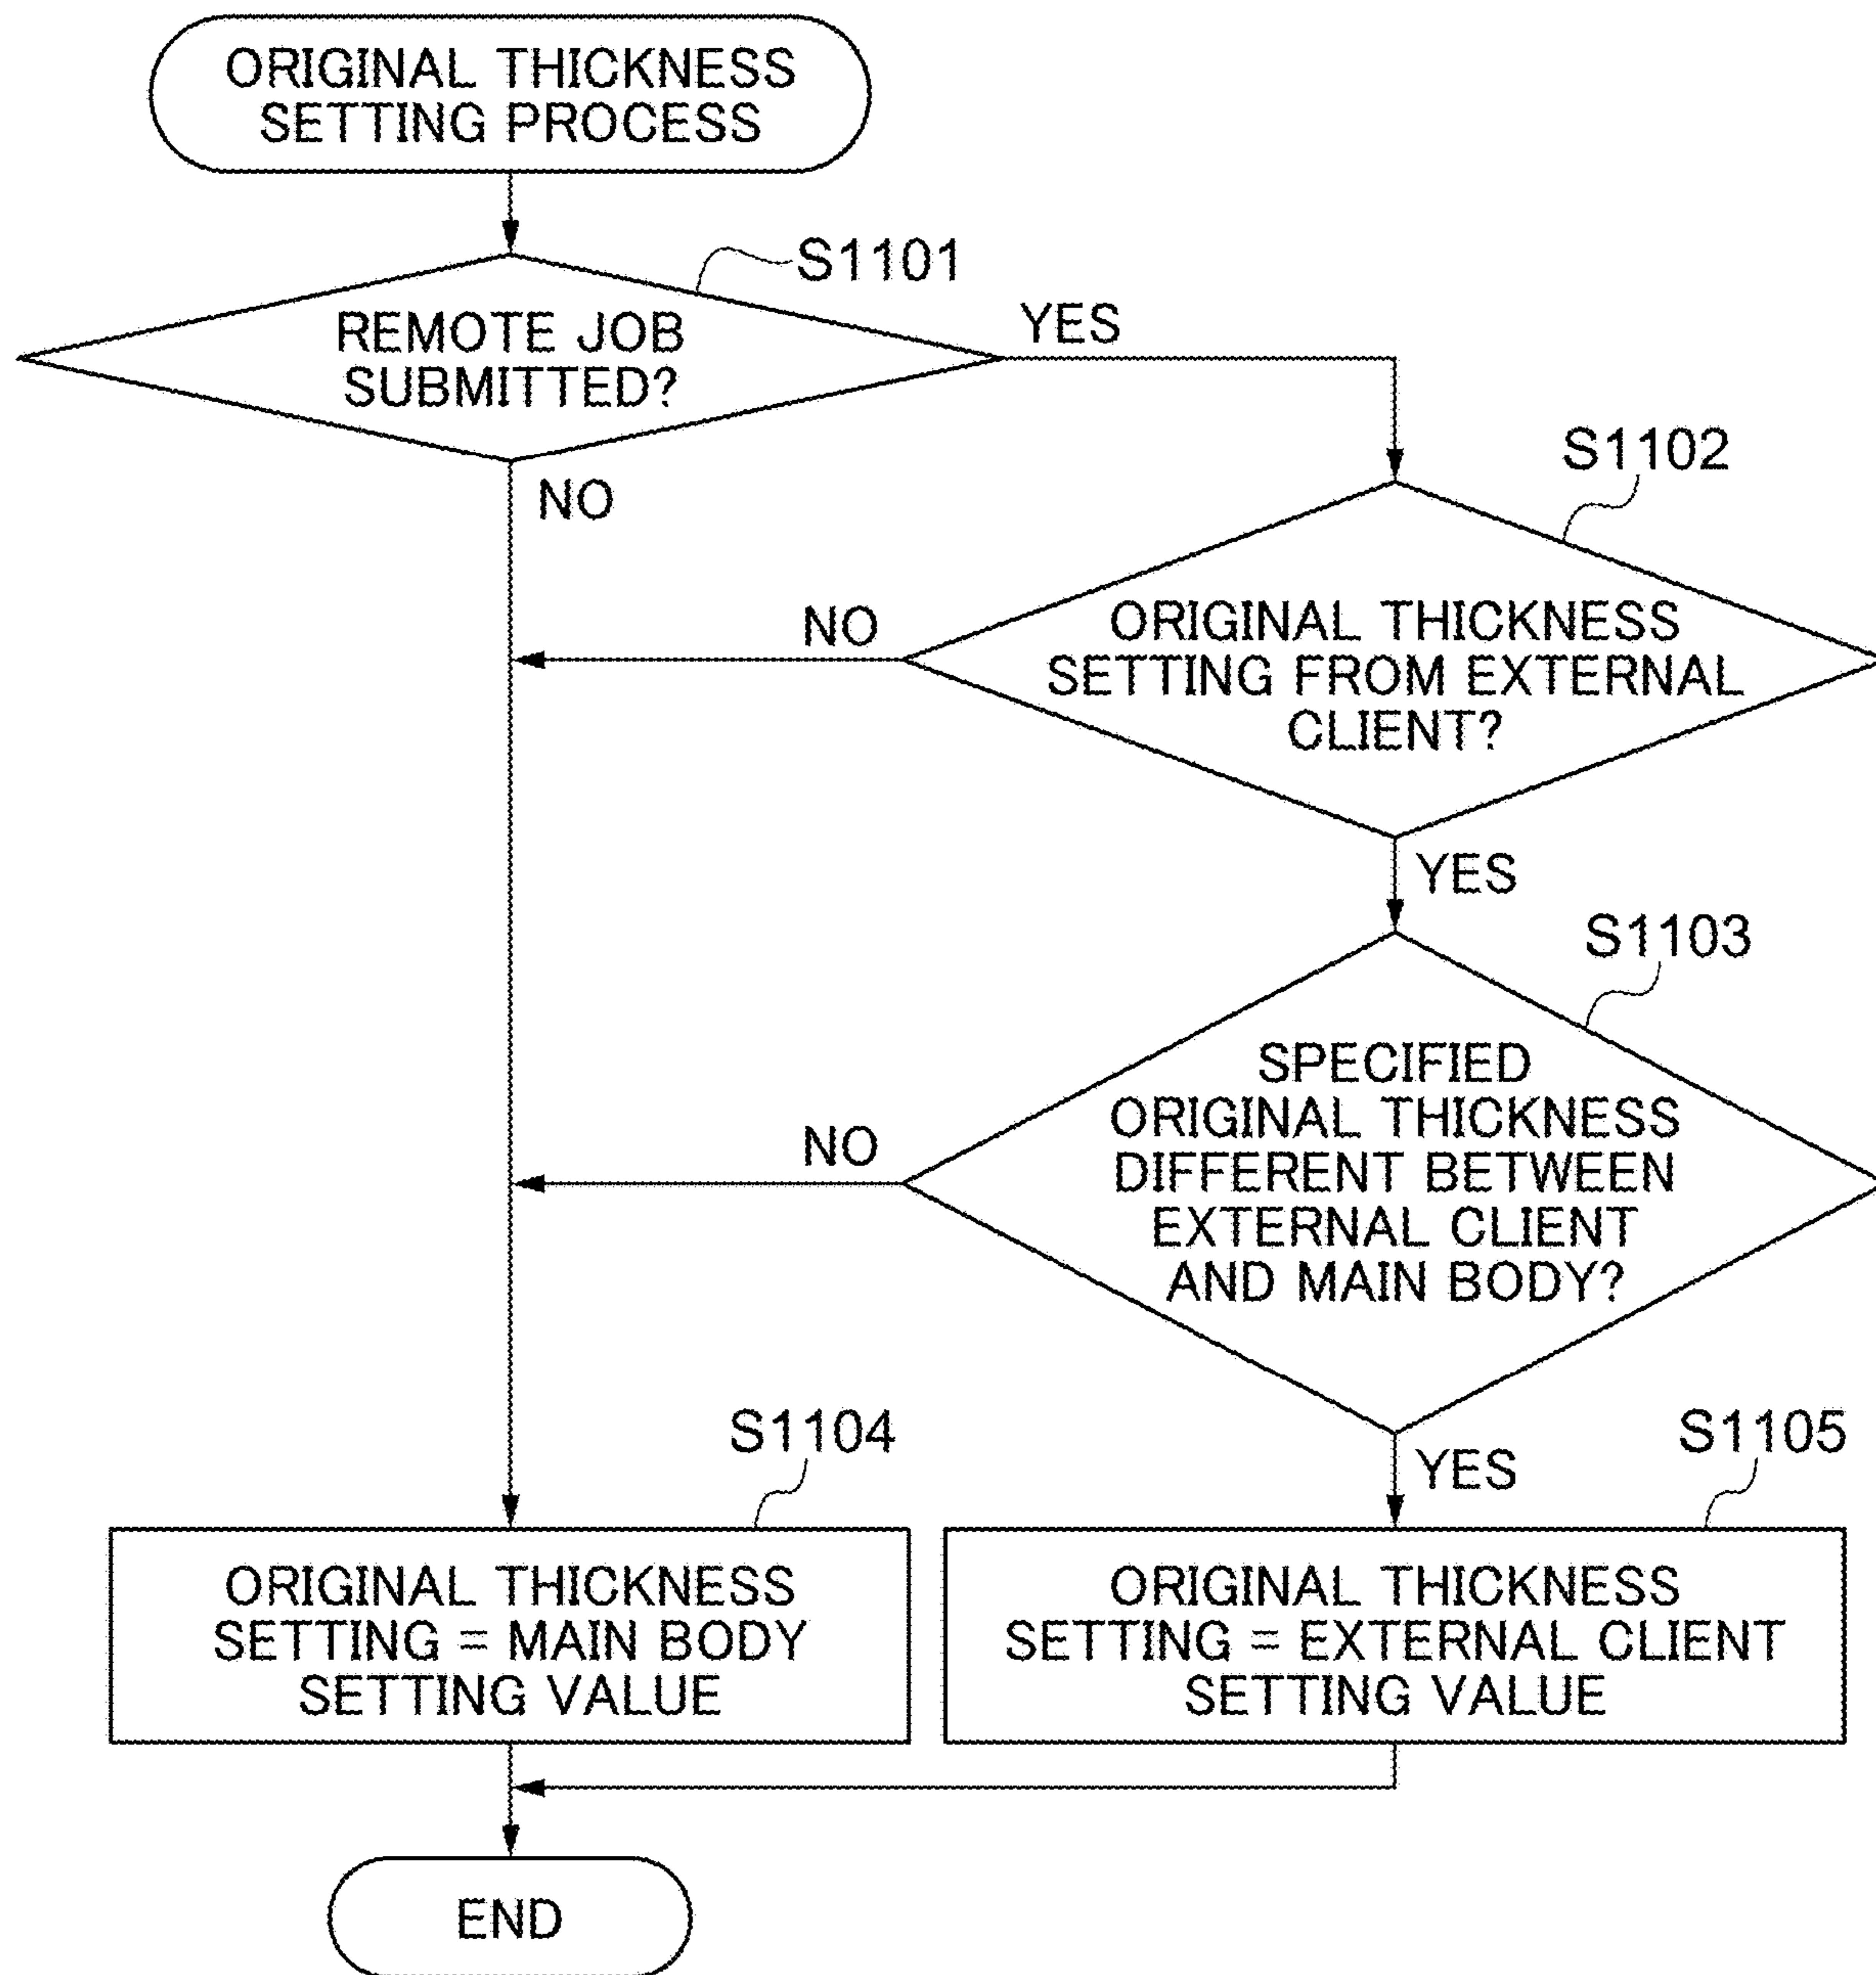 ORIGINAL THICKNESS
SETTING PROCESS
S1101
REMOTE JOB
SUBMITTED?
YES
NO
S1102
ORIGINAL THICKNESS
SETTING FROM EXTERNAL
CLIENT?
NO
YES
S1103
SPECIFIED
ORIGINAL THICKNESS
DIFFERENT BETWEEN
EXTERNAL CLIENT
AND MAIN BODY?
NO
YES
S1104
ORIGINAL THICKNESS
SETTING = MAIN BODY
SETTING VALUE
S1105
ORIGINAL THICKNESS
SETTING = EXTERNAL CLIENT
SETTING VALUE
END